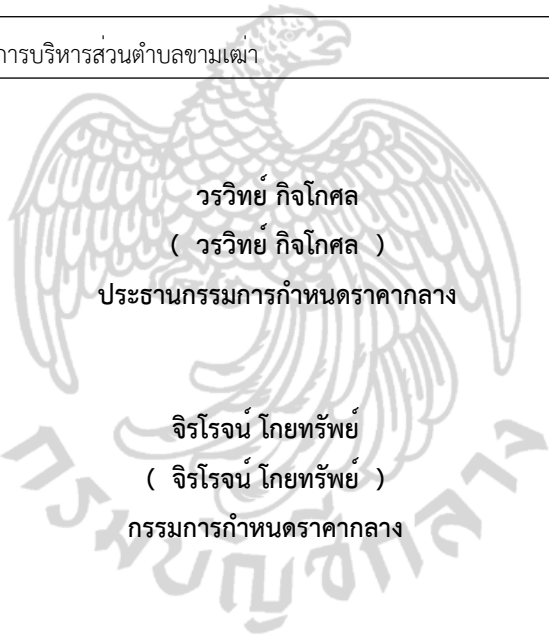 การบริหารส่วนตำบลขามเฒ่า
วรวิทย์ กิจโกศล
( วรวิทย์ กิจโกศล )
ประธานกรรมการกำหนดราคากลาง
จิรโรจน์ โกยทรัพย์
( จิรโรจน์ โกยทรัพย์ )
กรรมการกำหนดราคากลาง
กรมบัญชีกลาง